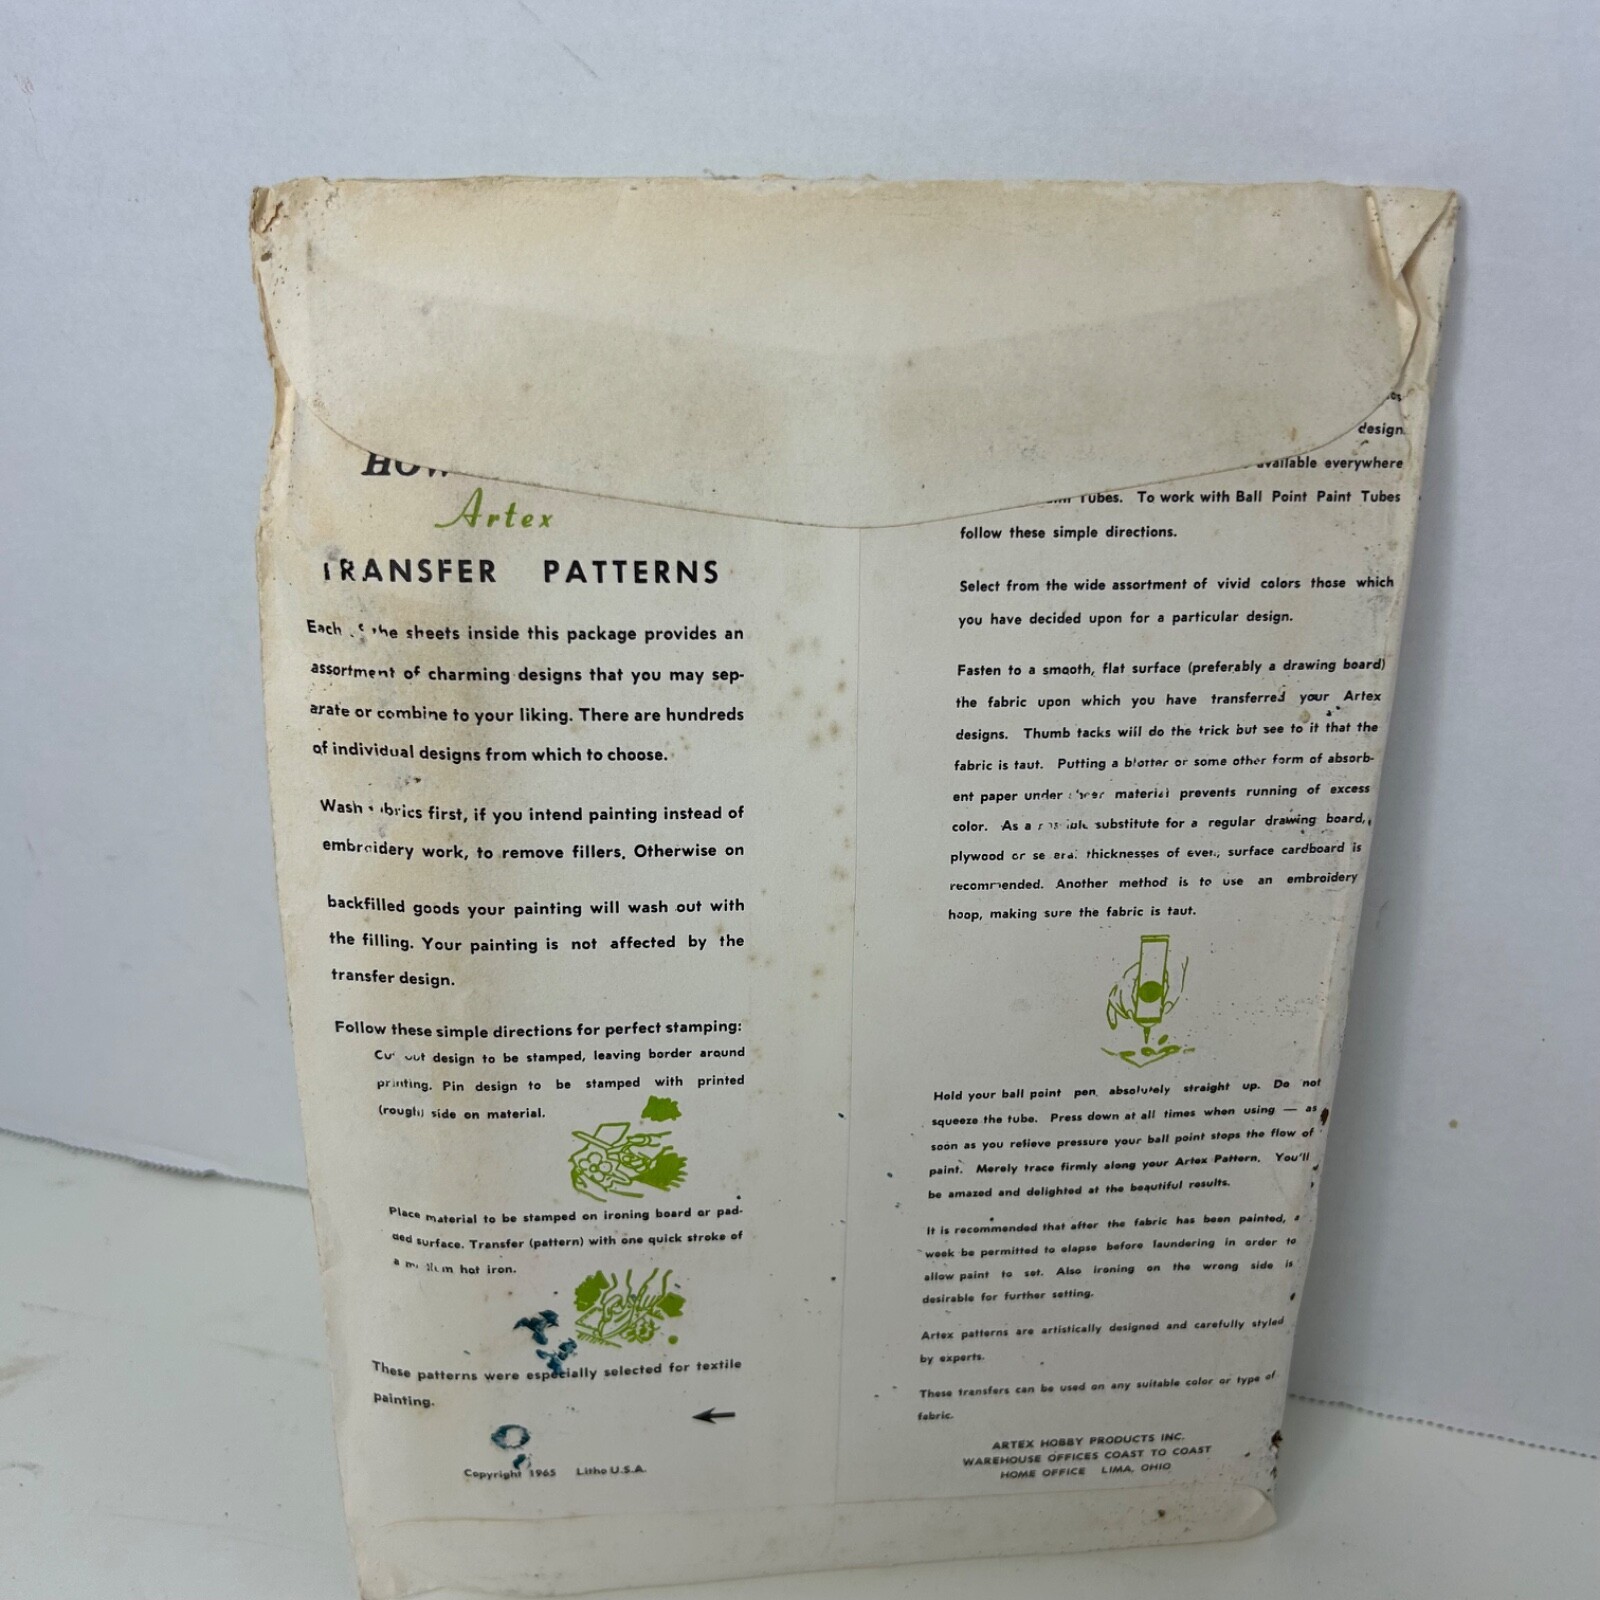 HOW
Artex
TRANSFER PATTERNS
Each the sheets inside this package provides an
assortment of charming designs that you may sep-
arate or combine to your liking. There are hundreds
of individual designs from which to choose.
Wash first, if you intend painting instead of
embroidery work, to remove fillers. Otherwise on
backfilled goods your painting will wash out with
the filling. Your painting is not affected by the
transfer design.
Follow these simple directions for perfect stamping:
Cut out design to be stamped, leaving border around
printing. Pin design to be stamped with printed
(rough) side on material.
Place material to be stamped on ironing board or pad-
ded surface. Transfer (pattern) with one quick stroke of
a hot iron.
These patterns were especially selected for textile
painting.
Copyright 1965 Litho U.S.A.
design
available everywhere
Tubes. To work with Ball Point Paint Tubes
follow these simple directions.
Select from the wide assortment of vivid colors those which
you have decided upon for a particular design.
Fasten to a smooth, flat surface (preferably a drawing board)
the fabric upon which you have transferred your Artex
designs. Thumb tacks will do the trick but see to it that the
fabric is taut. Putting a blotter or some other form of absorb-
ent paper under material prevents running of excess
color. As a substitute for a regular drawing board,
plywood or several thicknesses of even, surface cardboard is
recommended. Another method is to use an embroidery
hoop, making sure the fabric is taut.
Hold your ball point pen absolutely straight up. Do not
squeeze the tube. Press down at all times when using — as
soon as you relieve pressure your ball point stops the flow of
paint. Merely trace firmly along your Artex Pattern. You'll
be amazed and delighted at the beautiful results.
It is recommended that after the fabric has been painted, a
week be permitted to elapse before laundering in order to
allow paint to set. Also ironing on the wrong side is
desirable for further setting.
Artex patterns are artistically designed and carefully styled
by experts.
These transfers can be used on any suitable color or type of
fabric.
ARTEX HOBBY PRODUCTS INC.
WAREHOUSE OFFICES COAST TO COAST
HOME OFFICE LIMA, OHIO